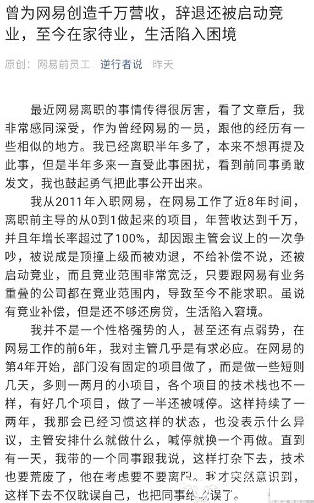 曾为网易创造千万营收，辞退还被启动竞
业，至今在家待业，生活陷入困境
原创：网易前员工 逆行者说 昨天
最近网易离职的事情传得很厉害，看了文章后，我
非常感同深受，作为曾经网易的一员，跟他的经历有一
些相似的地方。我已经离职半年多了，本来不想再提及
此事，但是半年多来一直受此事困扰，看到前同事勇敢
发文，我也鼓起勇气把此事公开出来。
我从2011年入职网易，在网易工作了近8年时间，
离职前主导的从0到1做起来的项目，年营收达到千万，
并且年增长率超过了100%，却因跟主管会议上的一次争
吵，被说成是顶撞上级而被劝退，不给补偿不说，还被
启动竞业，而且竞业范围非常宽泛，只要跟网易有业务
重叠的公司都在竞业范围内，导致至今不能求职。虽说
有竞业补偿，但是还不够还房贷，生活陷入窘境。
我并不是一个性格强势的人，甚至还有点弱势，在
网易工作的前6年，我对主管几乎是有求必应。在网易的
第4年开始，部门没有固定的项目做了，而是做一些短则
几天，多则一两月的小项目，各个项目的技术栈也不一
样，有好几个项目，做了一半还被喊停。这样持续了一
两年，我那会已经习惯这样的状态，也没表示什么异
议，主管安排什么就做什么，喊停就换一个再做。直到
有一天，我带的一个同事跟我说，这样打杂下去，技术
也要荒废了，他在考虑要不要离
才突然意识到，
这样下去不仅耽误自己，也把同事给
误了。